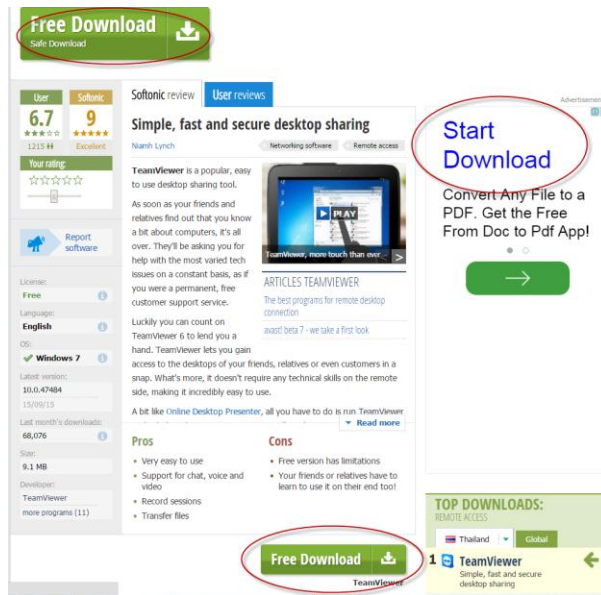 Free Download
Safe Download
User
Softonic
6.7
9
1215
Excellent
Your rating:
Report
software
License:
Free
Language:
English
OS:
Windows 7
Latest version:
10.0.47484
15/09/15
Last month's downloads:
68,076
Size:
9.1 MB
Developer:
TeamViewer
more programs (11)
Softonic review
User reviews
Simple, fast and secure desktop sharing
Niamh Lynch
Networking software
Remote access
TeamViewer is a popular, easy
to use desktop sharing tool.
As soon as your friends and
relatives find out that you know
a bit about computers, it's all
over. They'll be asking you for
help with the most varied tech
issues on a constant basis, as if
you were a permanent, free
customer support service.
Luckily you can count on
TeamViewer 6 to lend you a
hand. TeamViewer lets you gain
access to the desktops of your friends, relatives or even customers in a
snap. What's more, it doesn't require any technical skills on the remote
side, making it incredibly easy to use.
A bit like Online Desktop Presenter, all you have to do is run TeamViewer
Read more
PLAY
TeamViewer, more touch than ever
>
ARTICLES TEAMVIEWER
The best programs for remote desktop
connection
avast! beta 7 - we take a first look
Pros
Very easy to use
Support for chat, voice and
video
Record sessions
Transfer files
Cons
Free version has limitations
Your friends or relatives have to
learn to use it on their end too!
Free Download
TeamViewer
Advertisement
Start
Download
Convert Any File to a
PDF. Get the Free
From Doc to Pdf App!
TOP DOWNLOADS:
REMOTE ACCESS
Thailand
Global
1 TeamViewer
Simple, fast and secure
desktop sharing